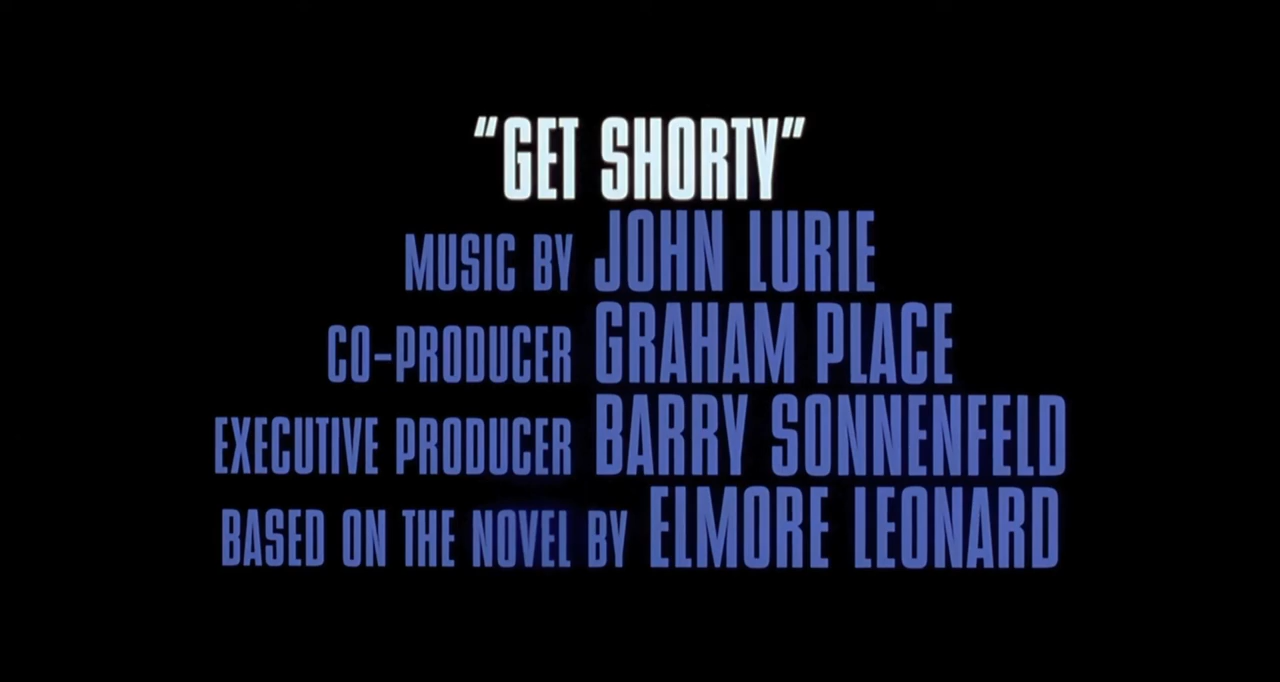 "GET SHORTY"
MUSIC BY JOHN LURIE
CO-PRODUCER GRAHAM PLACE
EXECUTIVE PRODUCER BARRY SONNENFELD
BASED ON THE NOVEL BY ELMORE LEONARD